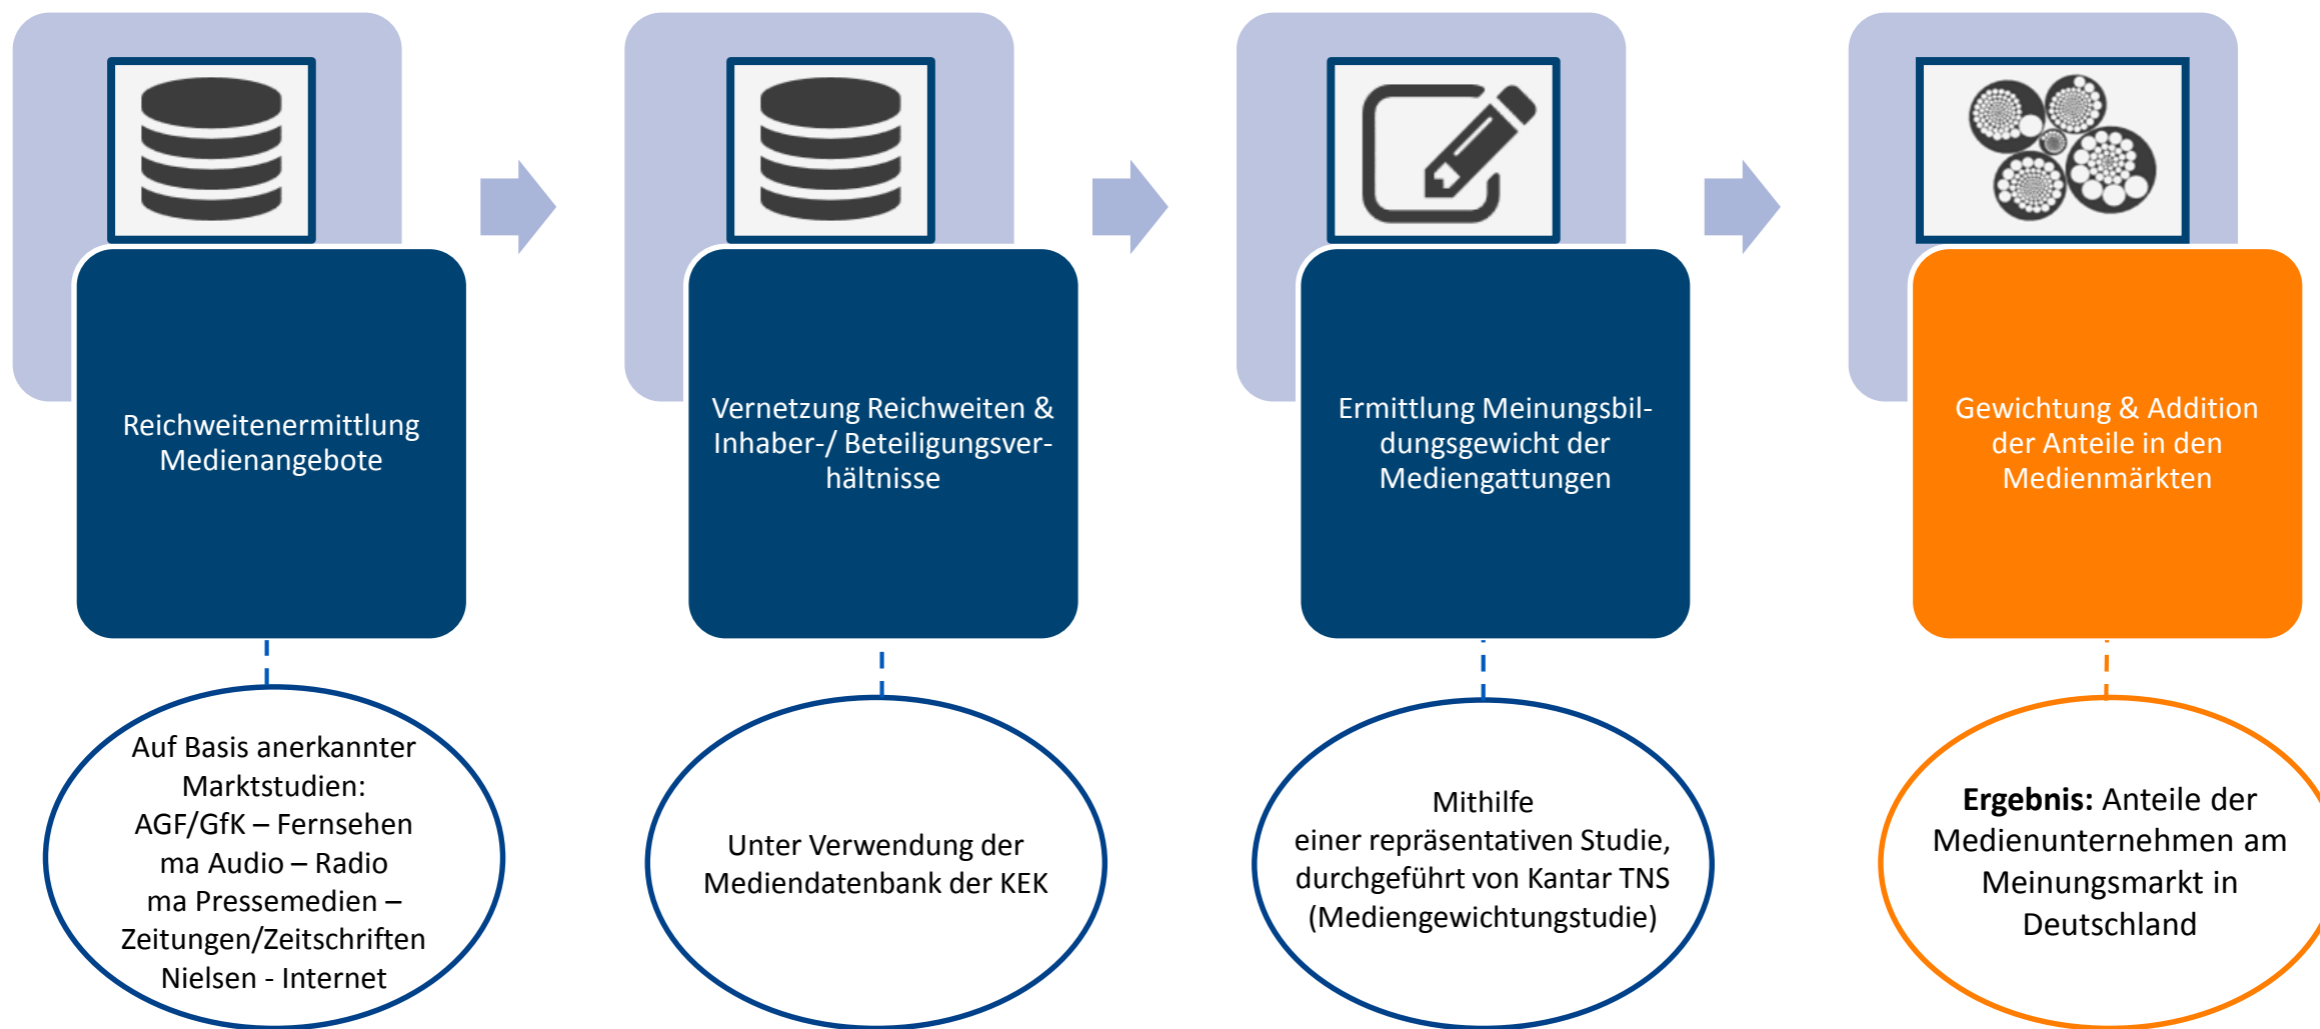 Reichweitenermittlung
Medienangebote
Vernetzung Reichweiten &
Inhaber-/ Beteiligungsver-
hältnisse
Ermittlung Meinungsbil-
dungsgewicht der
Mediengattungen
Gewichtung & Addition
der Anteile in den
Medienmärkten
Auf Basis anerkannter
Marktstudien:
AGF/GfK – Fernsehen
ma Audio – Radio
ma Pressemedien –
Zeitungen/Zeitschriften
Nielsen - Internet
Unter Verwendung der
Mediendatenbank der KEK
Mithilfe
einer repräsentativen Studie,
durchgeführt von Kantar TNS
(Mediengewichtungstudie)
Ergebnis: Anteile der
Medienunternehmen am
Meinungsmarkt in
Deutschland